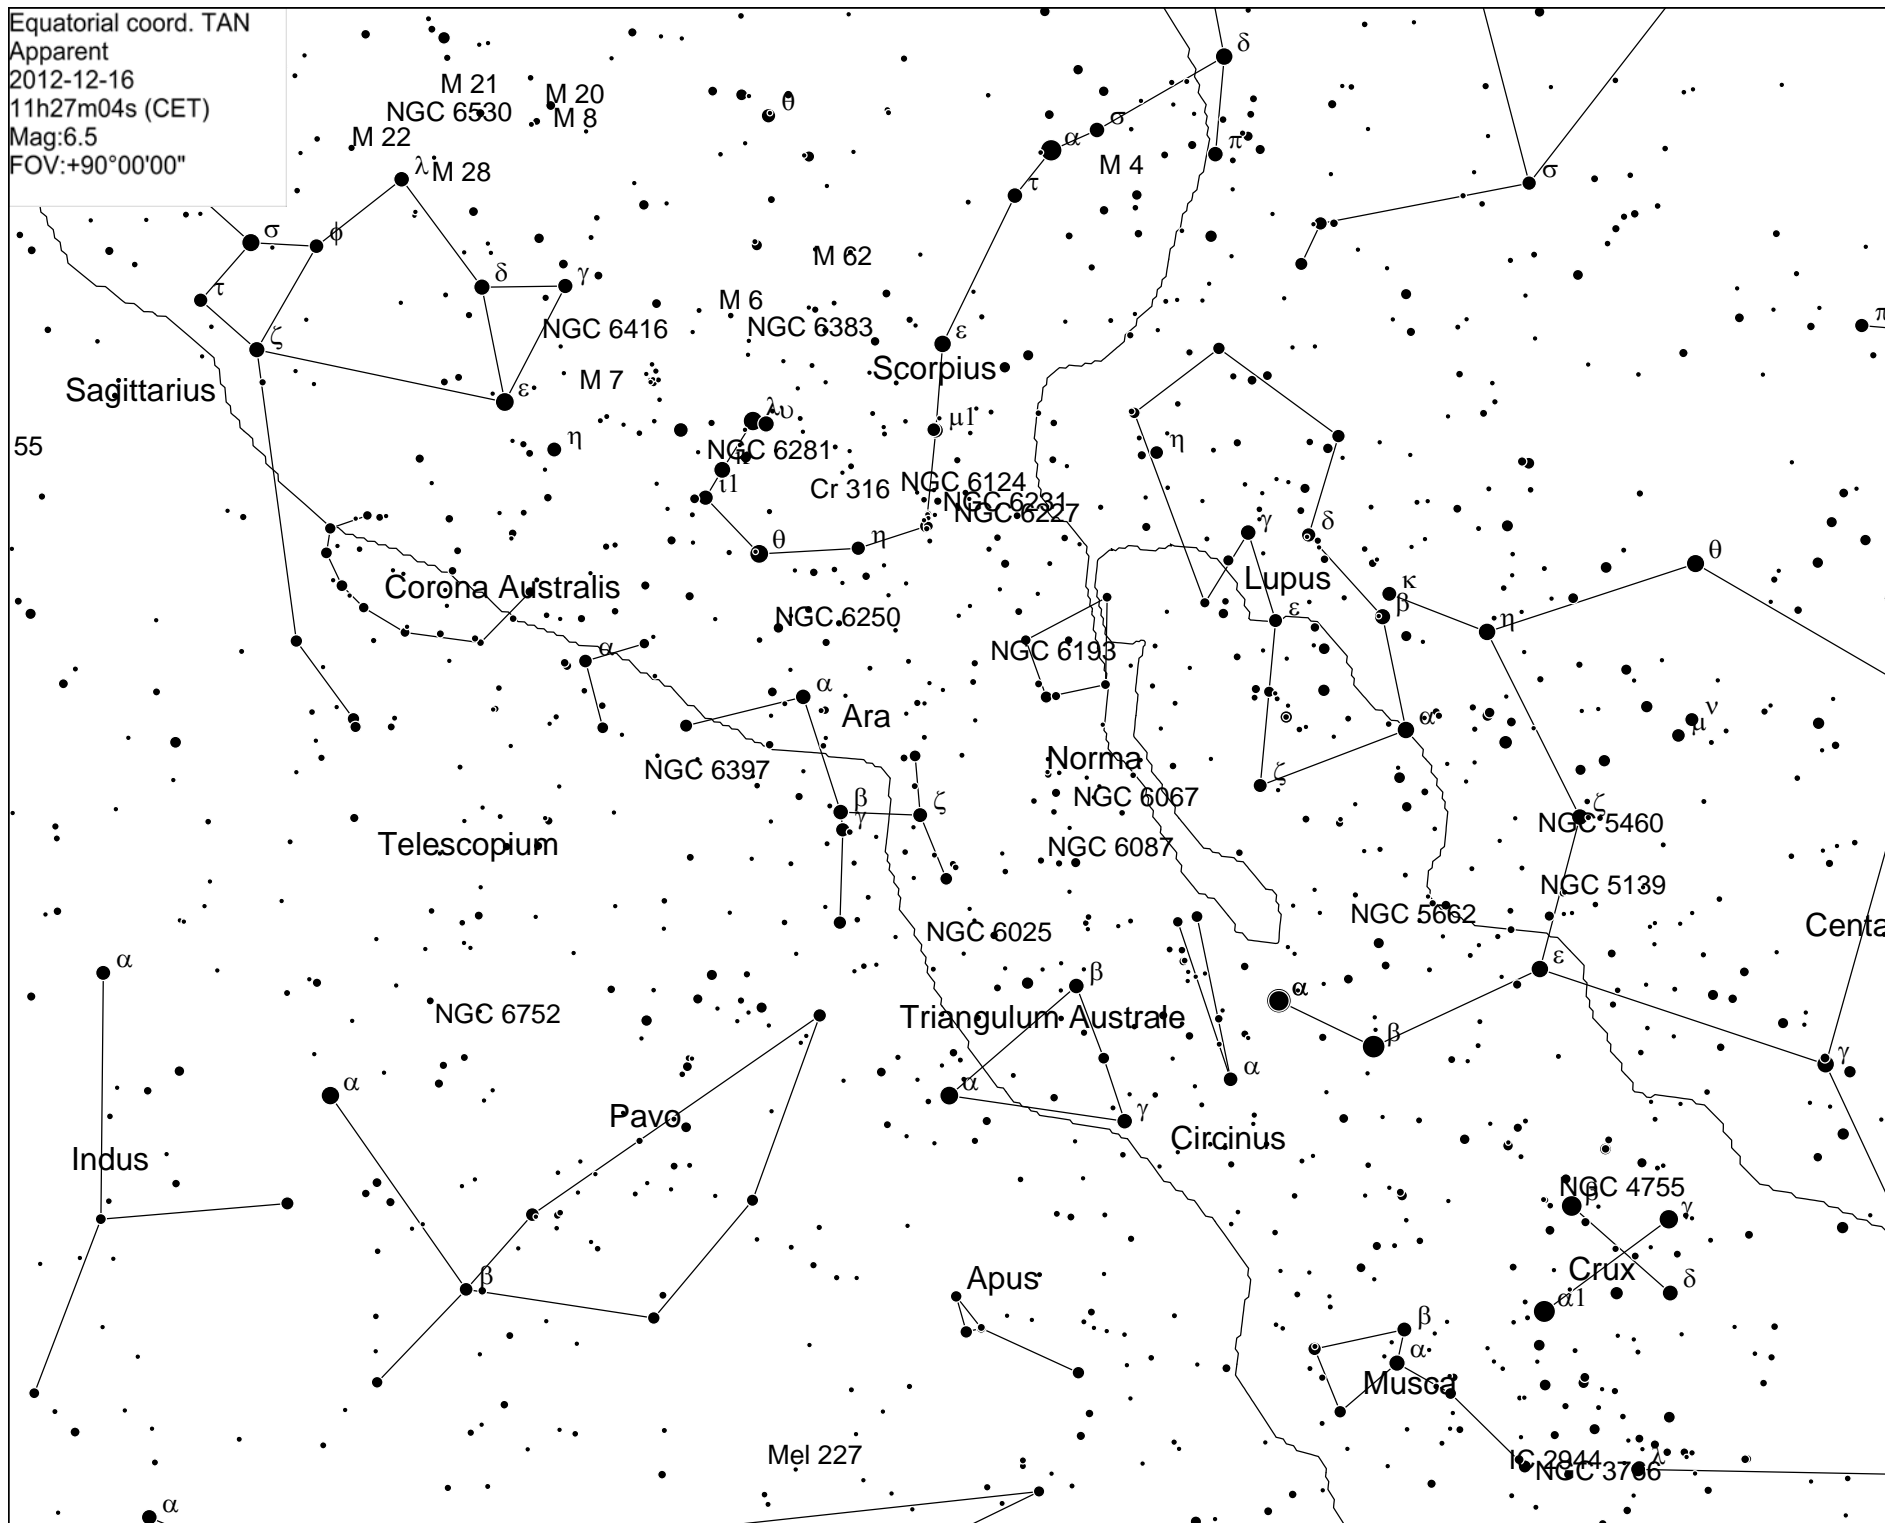 Equatorial coord. TAN
Apparent
2012-12-16
11h27m04s (CET)
Mag:6.5
FOV:+90°00'00"
δ
M 21
M 20
θ
NGC 6530
M 8
σ
α
M 22
π
M 4
λ
M 28
σ
τ
σ
φ
M 62
δ
γ
τ
M 6
π
NGC 6416
NGC 6383
ε
ζ
Scorpius
M 7
Sagittarius
ε
λ
υ
μ1
55
η
NGC 6281
κ
η
ι1
Cr 316
NGC 6124
NGC 6231
NGC 6227
γ
δ
θ
η
θ
Corona Australis
Lupus
κ
β
ε
NGC 6250
η
α
NGC 6193
α
Ara
α
ν
μ
Norma
NGC 6397
ζ
β
ζ
NGC 6067
ζ
γ
NGC 5460
Telescopium
NGC 6087
NGC 5139
NGC 5662
NGC 6025
Centa
α
ε
β
α
NGC 6752
Triangulum Australe
β
γ
α
α
α
Pavo
γ
Circinus
Indus
NGC 4755
β
γ
Crux
β
Apus
δ
α1
β
α
Musca
Mel 227
IC 2944
λ
NGC 3766
α